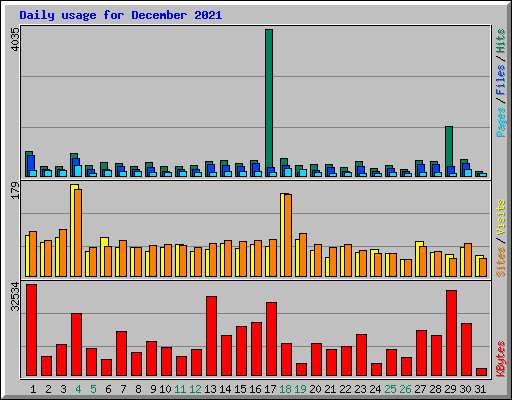 Daily usage for December 2021
4035
Pages / Files / Hits
179
Sites / Visits
32534
KBytes
1 2 3 4 5 6 7 8 9 10 11 12 13 14 15 16 17 18 19 20 21 22 23 24 25 26 27 28 29 30 31